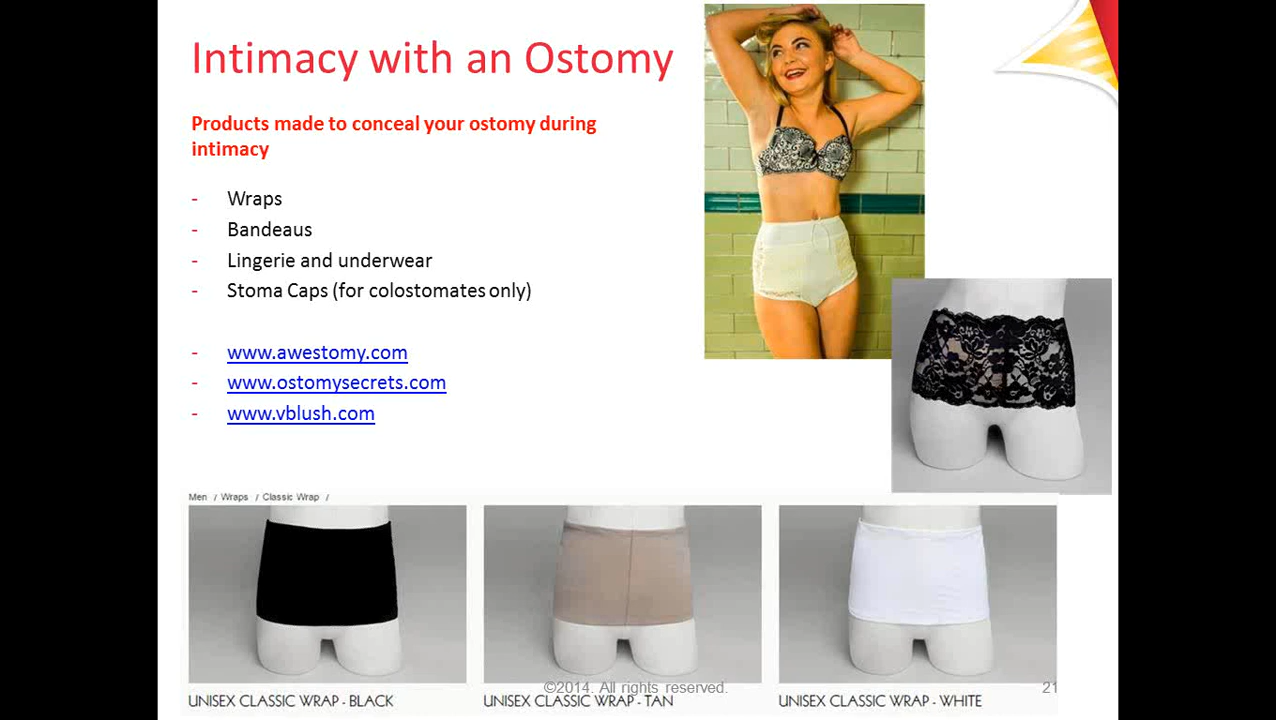 Intimacy with an Ostomy
Products made to conceal your ostomy during
intimacy
- Wraps
- Bandeaus
- Lingerie and underwear
- Stoma Caps (for colostomates only)
- www.awestomy.com
- www.ostomysecrets.com
- www.vblush.com
Men / Wraps / Classic Wrap /
©2014. All rights reserved.
21
UNISEX CLASSIC WRAP - BLACK
UNISEX CLASSIC WRAP - TAN
UNISEX CLASSIC WRAP - WHITE